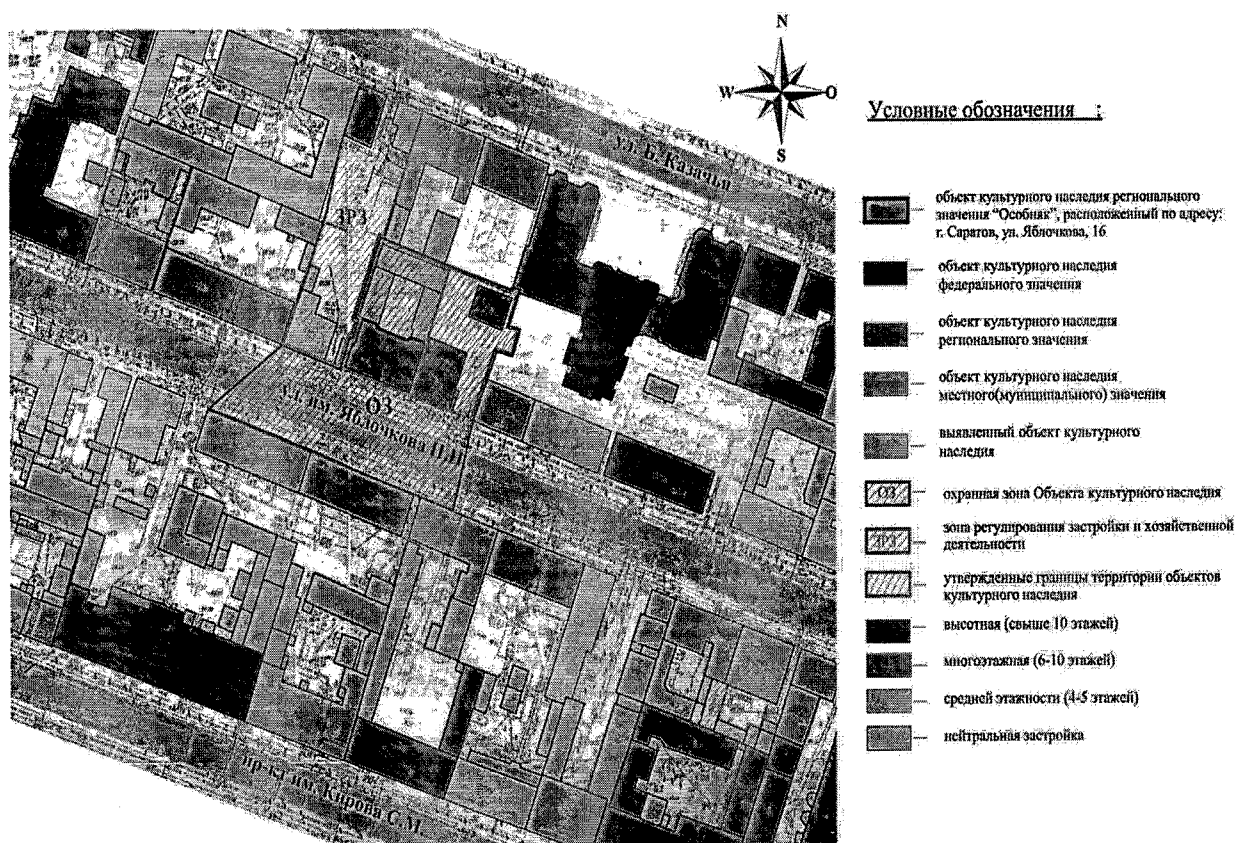 N
W
O
S
Условные обозначения :
ул. Б. Казачья
ЗРЗ
ОЗ
ул. им. Яблочкова П.Н.
пр-кт им. Кирова С.М.
объект культурного наследия регионального
значения "Особняк", расположенный по адресу:
г. Саратов, ул. Яблочкова, 16
объект культурного наследия
федерального значения
объект культурного наследия
регионального значения
объект культурного наследия
местного(муниципального) значения
выявленный объект культурного
наследия
ОЗ
охранная зона Объекта культурного наследия
ЗРЗ
зона регулирования застройки и хозяйственной
деятельности
утвержденные границы территории объектов
культурного наследия
высотная (свыше 10 этажей)
многоэтажная (6-10 этажей)
средней этажности (4-5 этажей)
нейтральная застройка